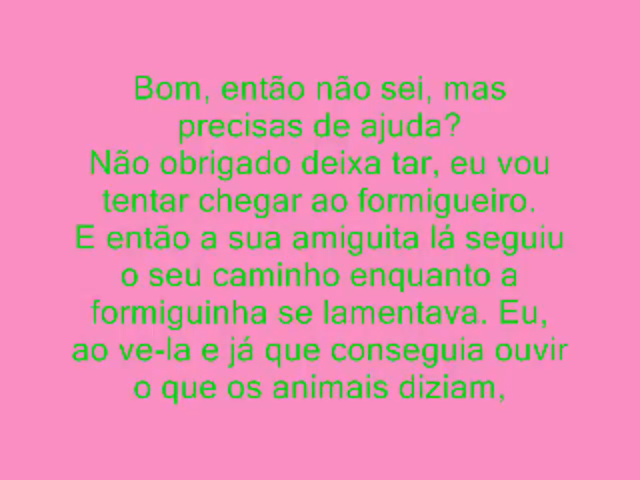 Bom, então não sei, mas
precisas de ajuda?
Não obrigado deixa tar, eu vou
tentar chegar ao formigueiro.
E então a sua amiguita lá seguiu
o seu caminho enquanto a
formiguinha se lamentava. Eu,
ao ve-la e já que conseguia ouvir
o que os animais diziam,